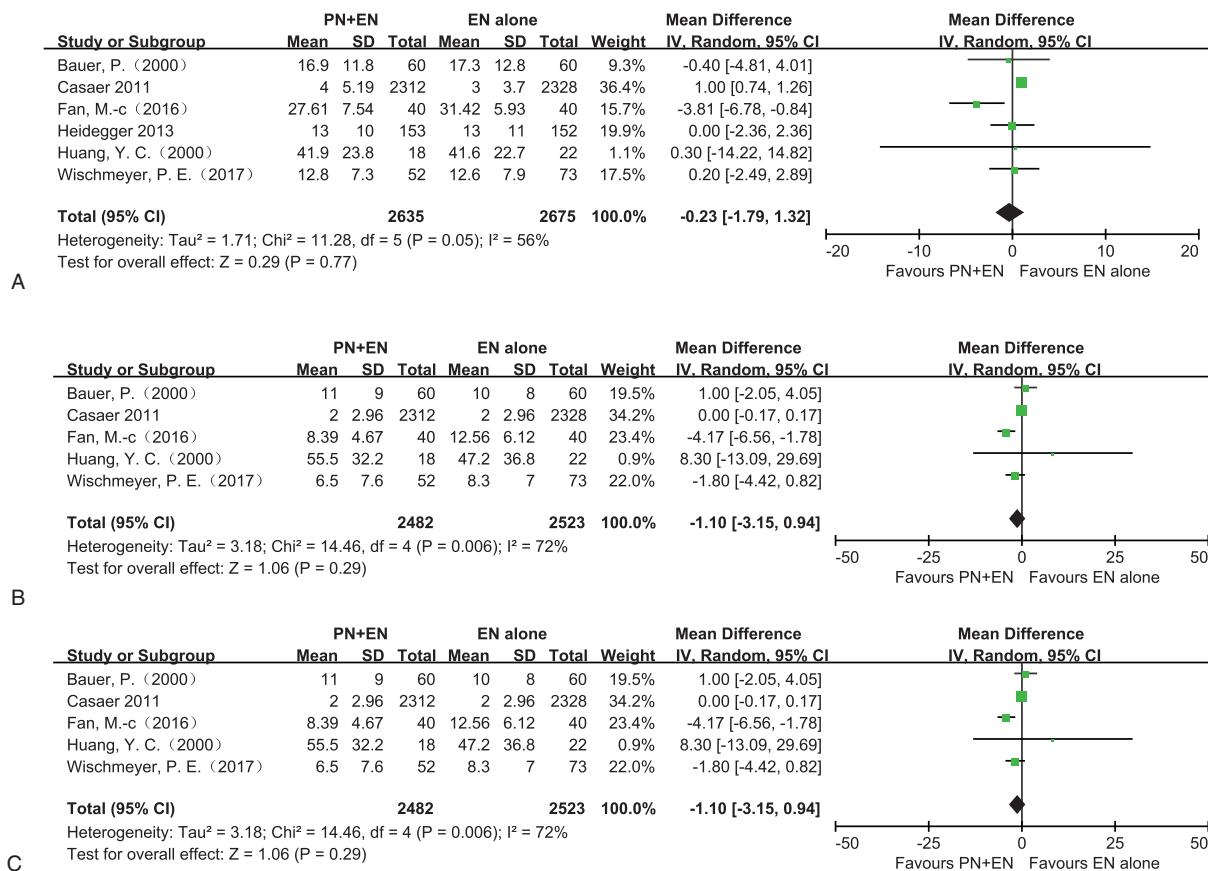 PN+EN EN alone Mean Difference Mean Difference
Study or Subgroup Mean SD Total Mean SD Total Weight IV, Random, 95% CI IV, Random, 95% CI
Bauer, P.（2000） 16.9 11.8 60 17.3 12.8 60 9.3% -0.40 [-4.81, 4.01]
Casaer 2011 4 5.19 2312 3 3.7 2328 36.4% 1.00 [0.74, 1.26]
Fan, M.-c（2016） 27.61 7.54 40 31.42 5.93 40 15.7% -3.81 [-6.78, -0.84]
Heidegger 2013 13 10 153 13 11 152 19.9% 0.00 [-2.36, 2.36]
Huang, Y. C.（2000） 41.9 23.8 18 41.6 22.7 22 1.1% 0.30 [-14.22, 14.82]
Wischmeyer, P. E.（2017） 12.8 7.3 52 12.6 7.9 73 17.5% 0.20 [-2.49, 2.89]
Total (95% CI) 2635 2675 100.0% -0.23 [-1.79, 1.32]
Heterogeneity: Tau² = 1.71; Chi² = 11.28, df = 5 (P = 0.05); I² = 56%
Test for overall effect: Z = 0.29 (P = 0.77)
-20 -10 0 10 20
Favours PN+EN Favours EN alone
A
PN+EN EN alone Mean Difference Mean Difference
Study or Subgroup Mean SD Total Mean SD Total Weight IV, Random, 95% CI IV, Random, 95% CI
Bauer, P.（2000） 11 9 60 10 8 60 19.5% 1.00 [-2.05, 4.05]
Casaer 2011 2 2.96 2312 2 2.96 2328 34.2% 0.00 [-0.17, 0.17]
Fan, M.-c（2016） 8.39 4.67 40 12.56 6.12 40 23.4% -4.17 [-6.56, -1.78]
Huang, Y. C.（2000） 55.5 32.2 18 47.2 36.8 22 0.9% 8.30 [-13.09, 29.69]
Wischmeyer, P. E.（2017） 6.5 7.6 52 8.3 7 73 22.0% -1.80 [-4.42, 0.82]
Total (95% CI) 2482 2523 100.0% -1.10 [-3.15, 0.94]
Heterogeneity: Tau² = 3.18; Chi² = 14.46, df = 4 (P = 0.006); I² = 72%
Test for overall effect: Z = 1.06 (P = 0.29)
-50 -25 0 25 50
Favours PN+EN Favours EN alone
B
PN+EN EN alone Mean Difference Mean Difference
Study or Subgroup Mean SD Total Mean SD Total Weight IV, Random, 95% CI IV, Random, 95% CI
Bauer, P.（2000） 11 9 60 10 8 60 19.5% 1.00 [-2.05, 4.05]
Casaer 2011 2 2.96 2312 2 2.96 2328 34.2% 0.00 [-0.17, 0.17]
Fan, M.-c（2016） 8.39 4.67 40 12.56 6.12 40 23.4% -4.17 [-6.56, -1.78]
Huang, Y. C.（2000） 55.5 32.2 18 47.2 36.8 22 0.9% 8.30 [-13.09, 29.69]
Wischmeyer, P. E.（2017） 6.5 7.6 52 8.3 7 73 22.0% -1.80 [-4.42, 0.82]
Total (95% CI) 2482 2523 100.0% -1.10 [-3.15, 0.94]
Heterogeneity: Tau² = 3.18; Chi² = 14.46, df = 4 (P = 0.006); I² = 72%
Test for overall effect: Z = 1.06 (P = 0.29)
-50 -25 0 25 50
Favours PN+EN Favours EN alone
C